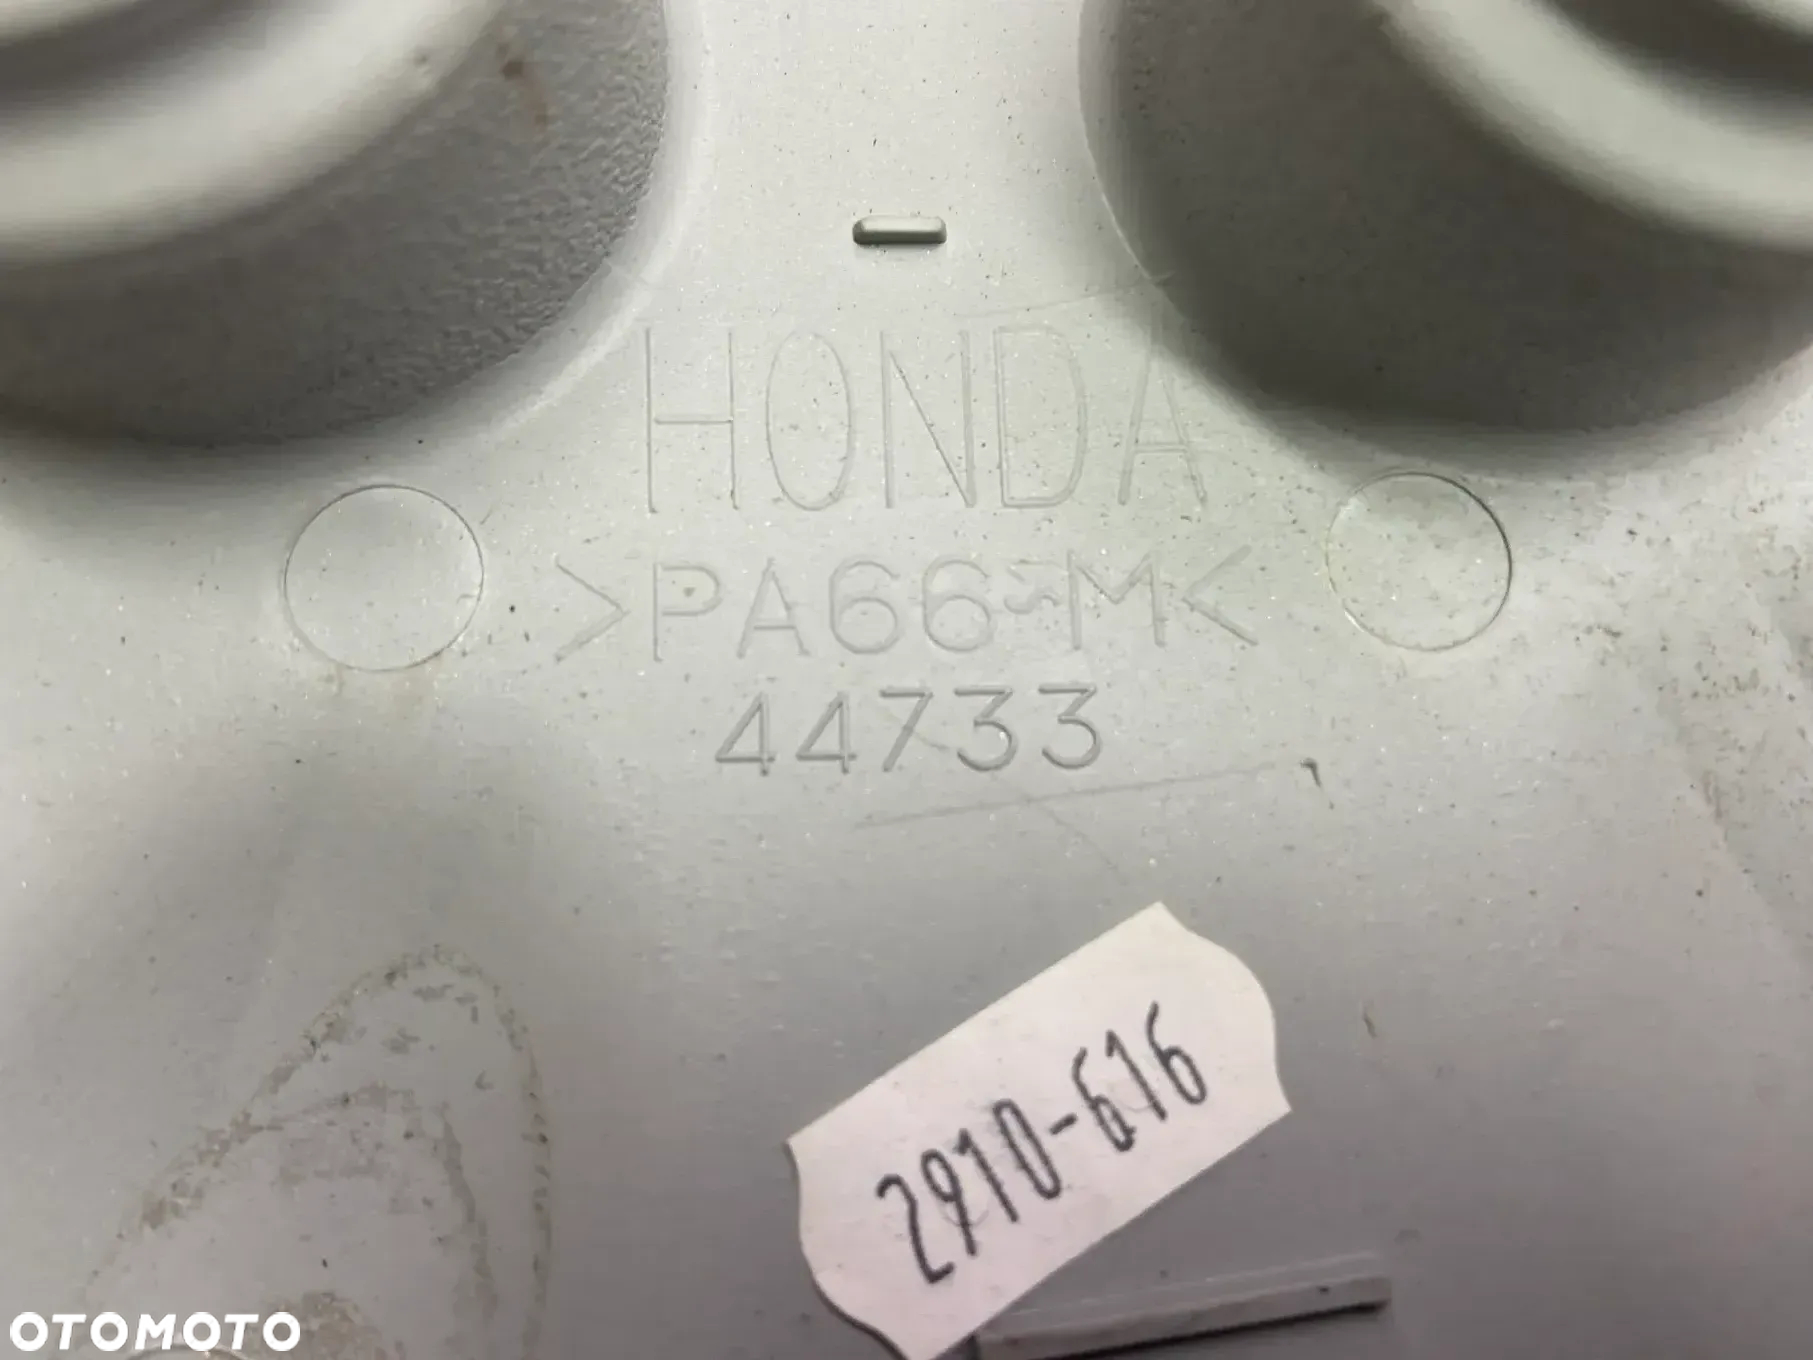 HONDA
>PA66-M<
44733
2910-616
OTOMOTO